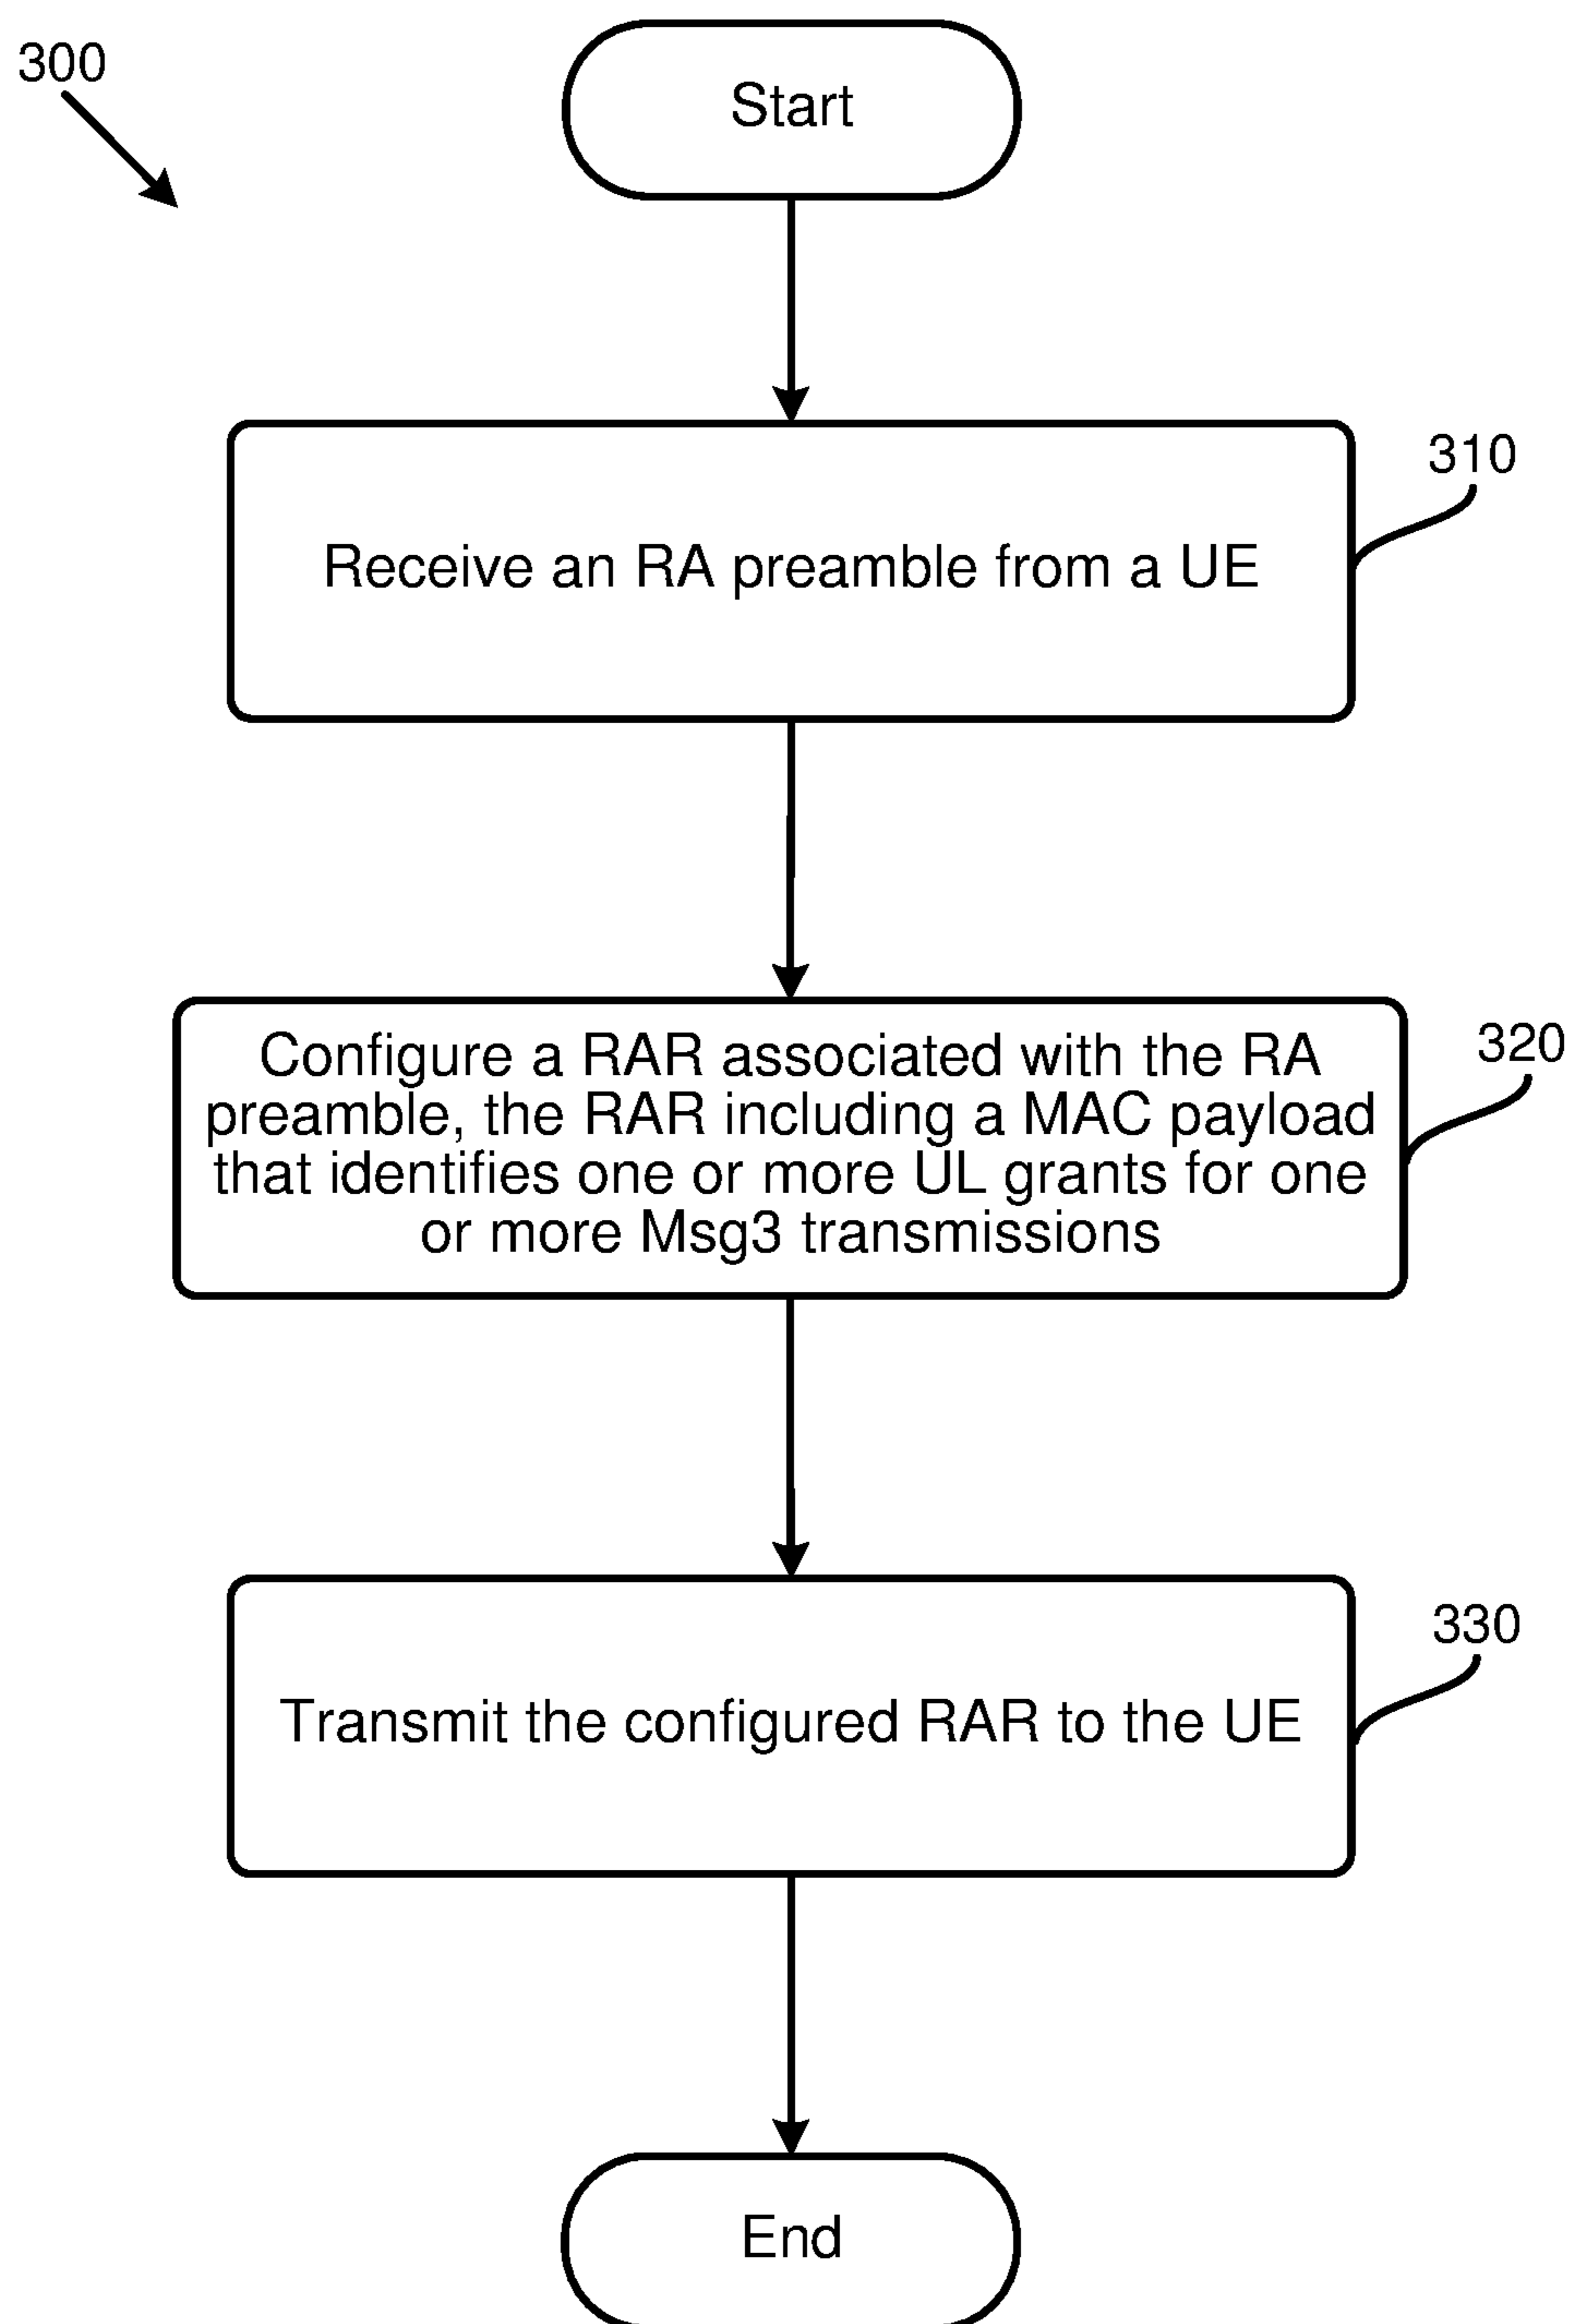 300
Start
310
Receive an RA preamble from a UE
320
Configure a RAR associated with the RA
preamble, the RAR including a MAC payload
that identifies one or more UL grants for one
or more Msg3 transmissions
330
Transmit the configured RAR to the UE
End